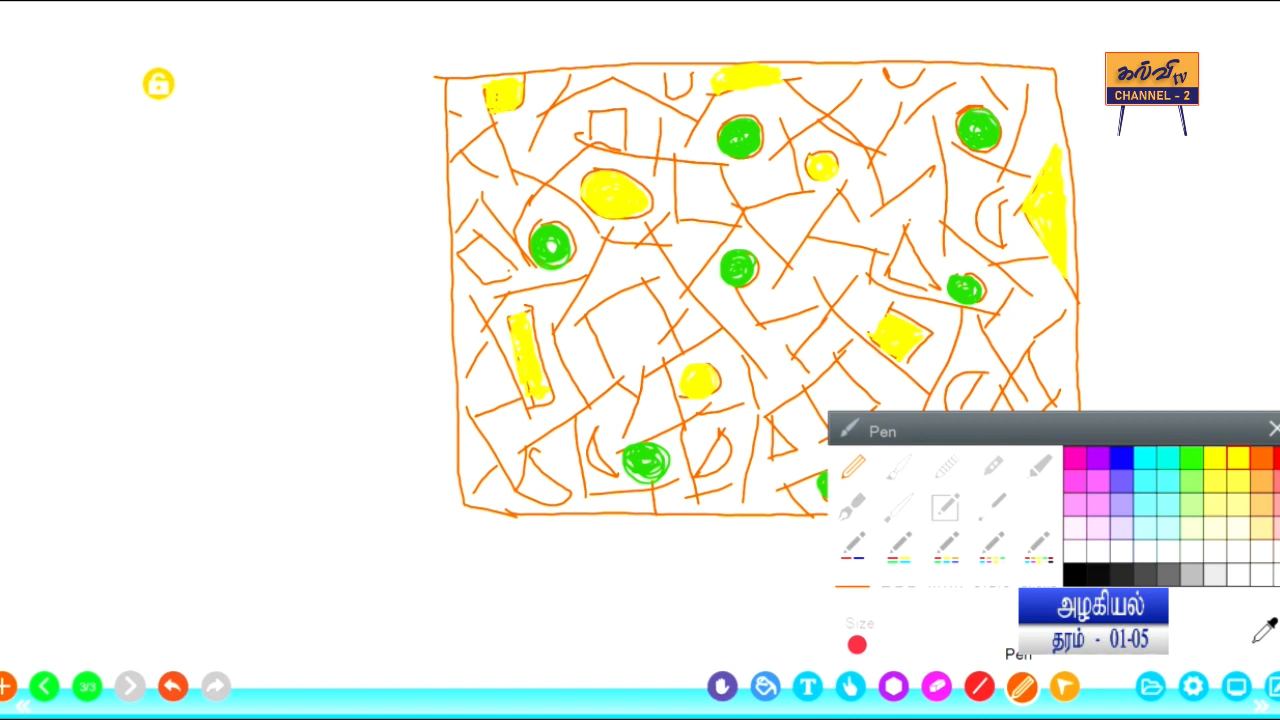 கல்வி tv
CHANNEL - 2
Pen
Size
அழகியல்
தரம் - 01-05
Pen
3/3